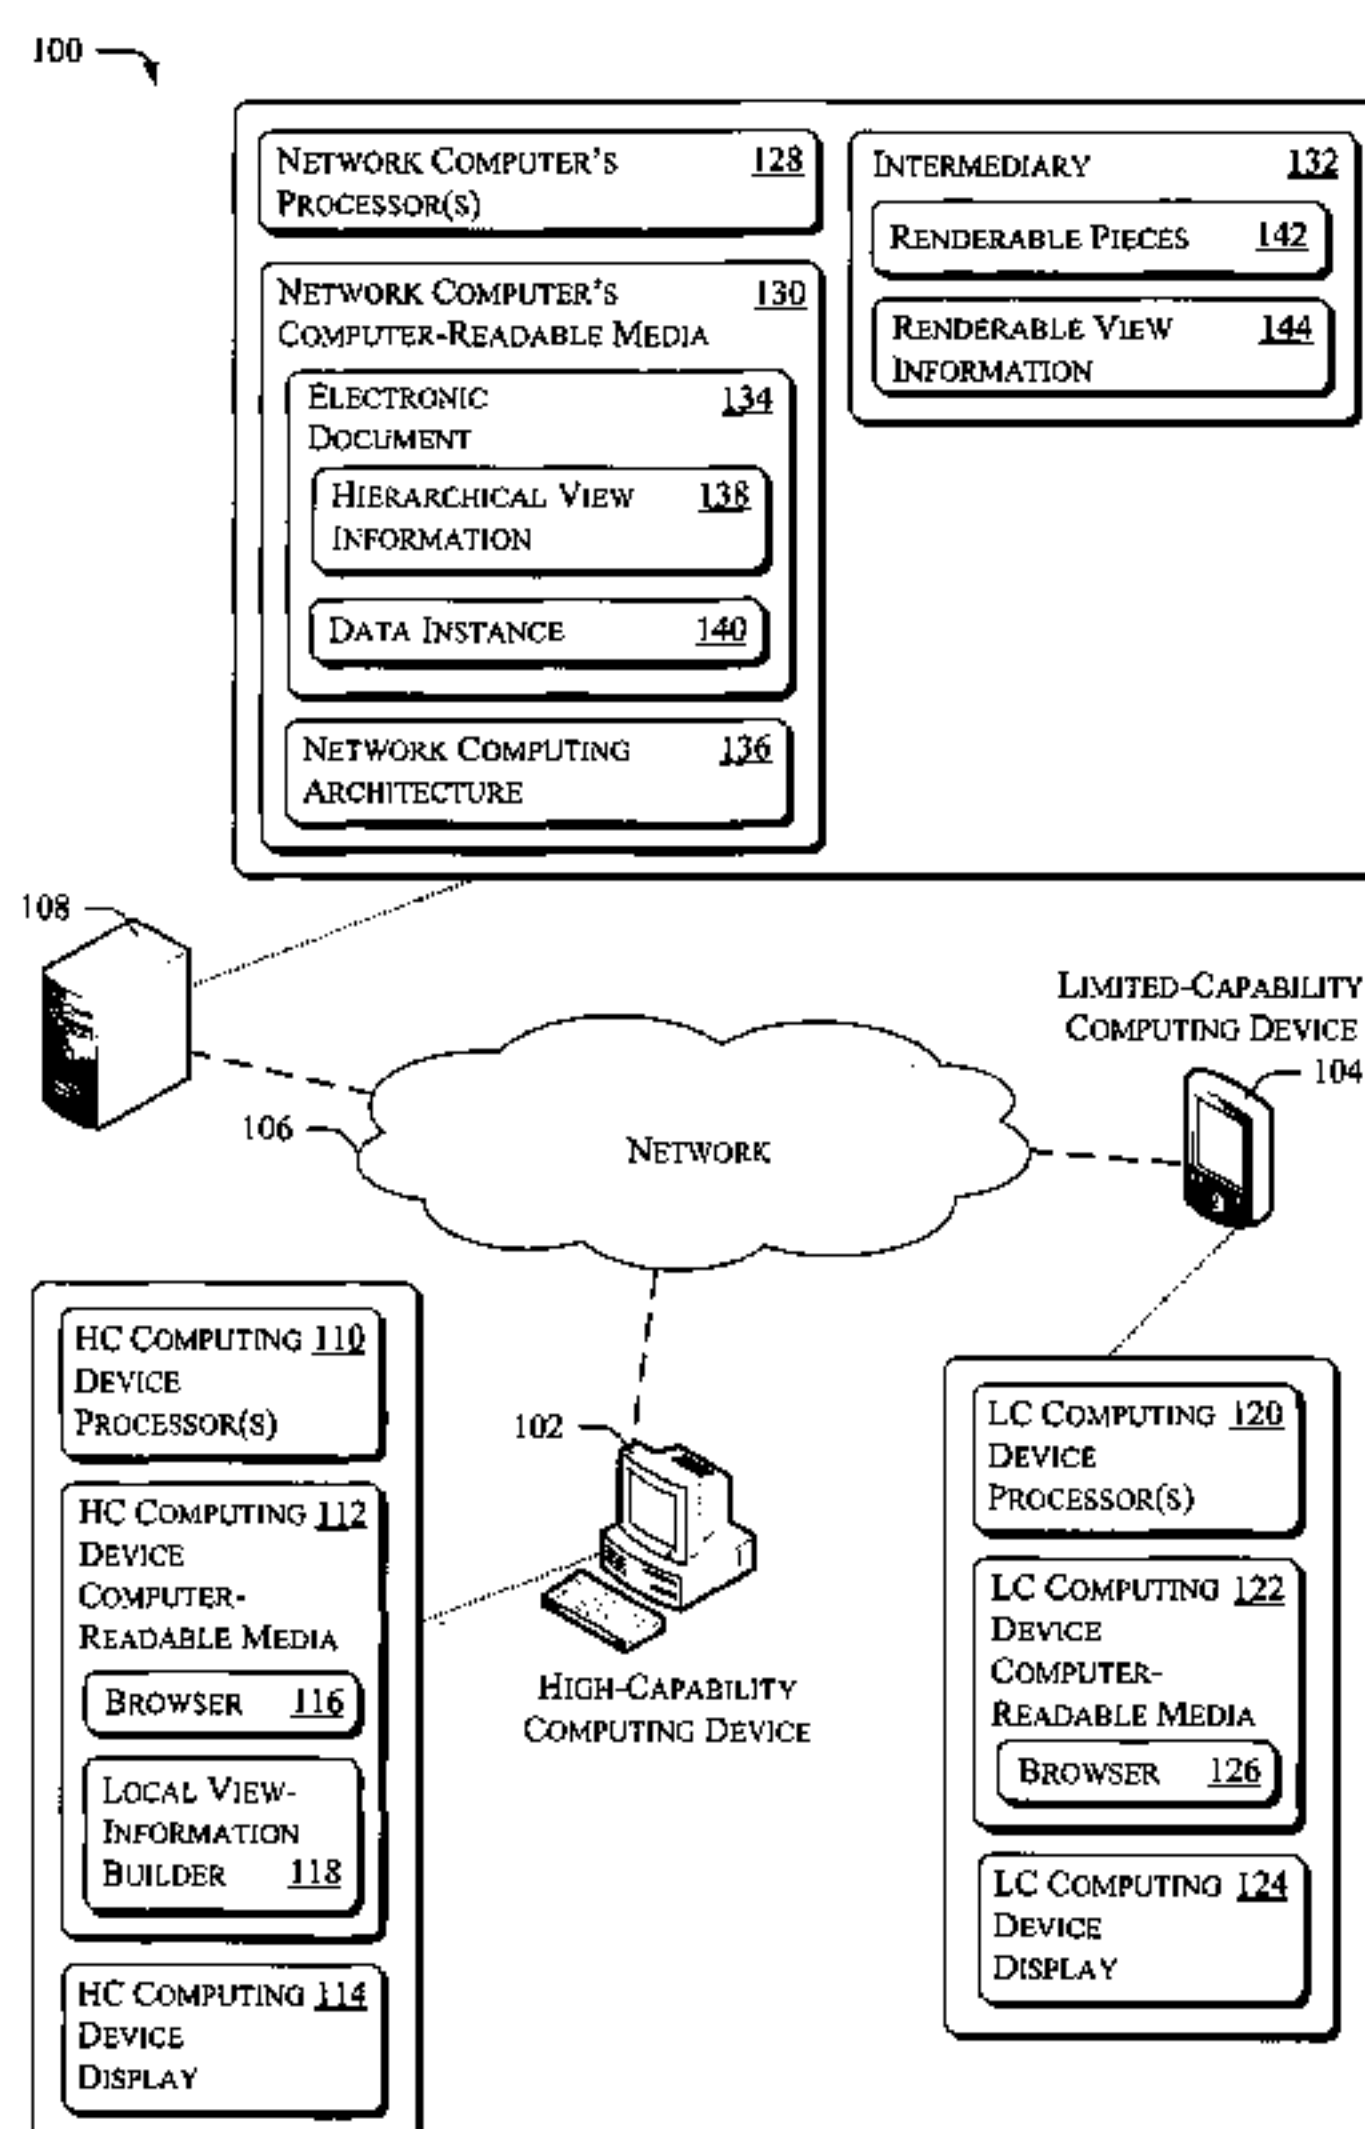 100
NETWORK COMPUTER'S 128
PROCESSOR(S)
NETWORK COMPUTER'S 130
COMPUTER-READABLE MEDIA
ELECTRONIC 134
DOCUMENT
HIERARCHICAL VIEW 138
INFORMATION
DATA INSTANCE 140
NETWORK COMPUTING 136
ARCHITECTURE
INTERMEDIARY 132
RENDERABLE PIECES 142
RENDERABLE VIEW 144
INFORMATION
108
LIMITED-CAPABILITY
COMPUTING DEVICE
104
106
NETWORK
HC COMPUTING 110
DEVICE
PROCESSOR(S)
HC COMPUTING 112
DEVICE
COMPUTER-
READABLE MEDIA
BROWSER 116
LOCAL VIEW-
INFORMATION
BUILDER 118
HC COMPUTING 114
DEVICE
DISPLAY
102
HIGH-CAPABILITY
COMPUTING DEVICE
LC COMPUTING 120
DEVICE
PROCESSOR(S)
LC COMPUTING 122
DEVICE
COMPUTER-
READABLE MEDIA
BROWSER 126
LC COMPUTING 124
DEVICE
DISPLAY